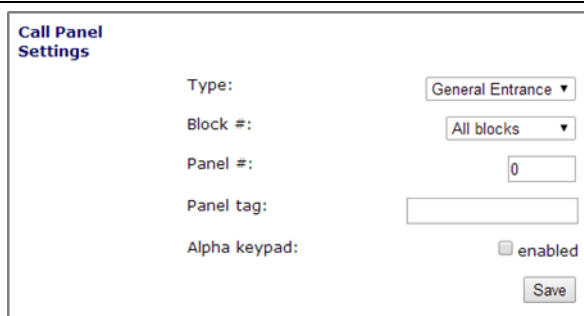 Call Panel
Settings
Type: General Entrance ▼
Block #: All blocks ▼
Panel #: 0
Panel tag:
Alpha keypad: enabled
Save